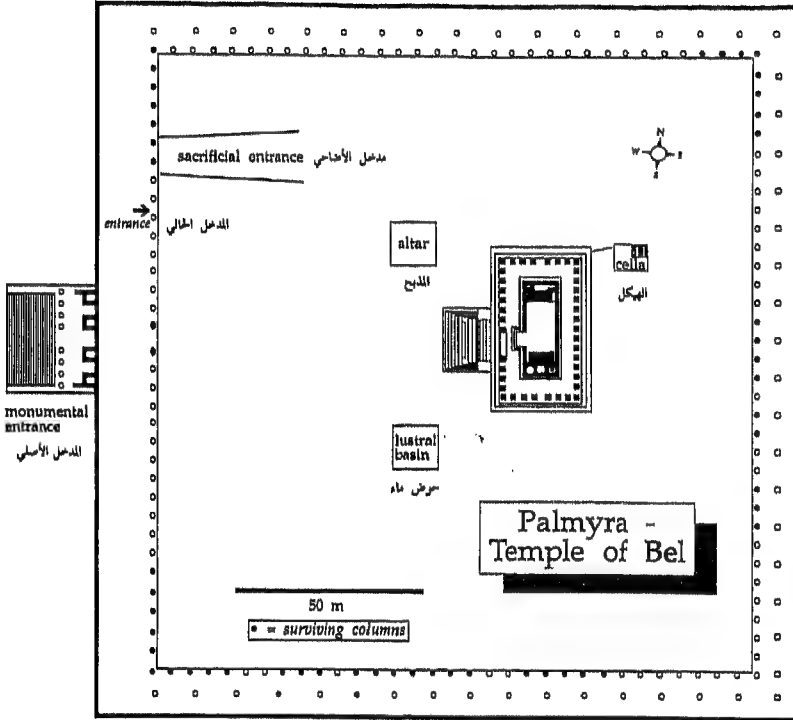 N
W E
S
sacrificial entrance مدخل الأضاحي
entrance المدخل الحالي
altar
المذبح
cella
الهيكل
monumental
entrance
المدخل الأصلي
lustral
basin
حوض ماء
Palmyra -
Temple of Bel
50 m
• = surviving columns